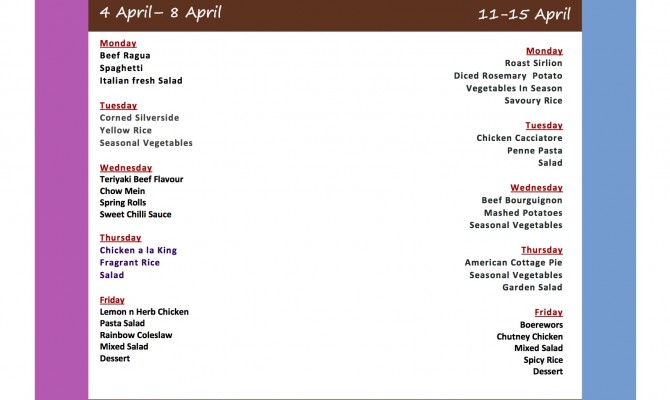 4 April– 8 April
Monday
Beef Ragua
Spaghetti
Italian fresh Salad
Tuesday
Corned Silverside
Yellow Rice
Seasonal Vegetables
Wednesday
Teriyaki Beef Flavour
Chow Mein
Spring Rolls
Sweet Chilli Sauce
Thursday
Chicken a la King
Fragrant Rice
Salad
Friday
Lemon n Herb Chicken
Pasta Salad
Rainbow Coleslaw
Mixed Salad
Dessert
11-15 April
Monday
Roast Sirlion
Diced Rosemary Potato
Vegetables In Season
Savoury Rice
Tuesday
Chicken Cacciatore
Penne Pasta
Salad
Wednesday
Beef Bourguignon
Mashed Potatoes
Seasonal Vegetables
Thursday
American Cottage Pie
Seasonal Vegetables
Garden Salad
Friday
Boerewors
Chutney Chicken
Mixed Salad
Spicy Rice
Dessert